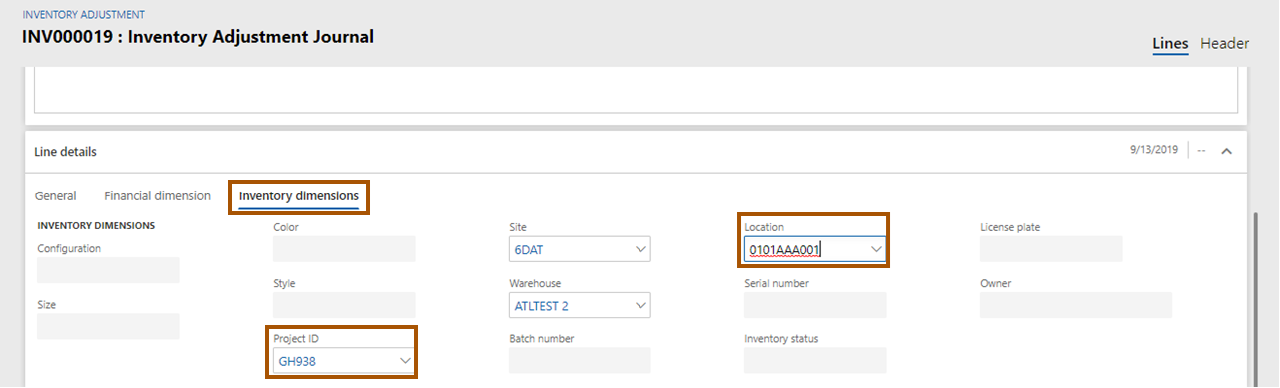 INVENTORY ADJUSTMENT
INV000019 : Inventory Adjustment Journal
Lines Header
Line details
9/13/2019 --
General Financial dimension Inventory dimensions
INVENTORY DIMENSIONS
Configuration
Size
Color
Style
Project ID
GH938
Site
6DAT
Warehouse
ATLTEST 2
Batch number
Location
0101AAA001
Serial number
Inventory status
License plate
Owner